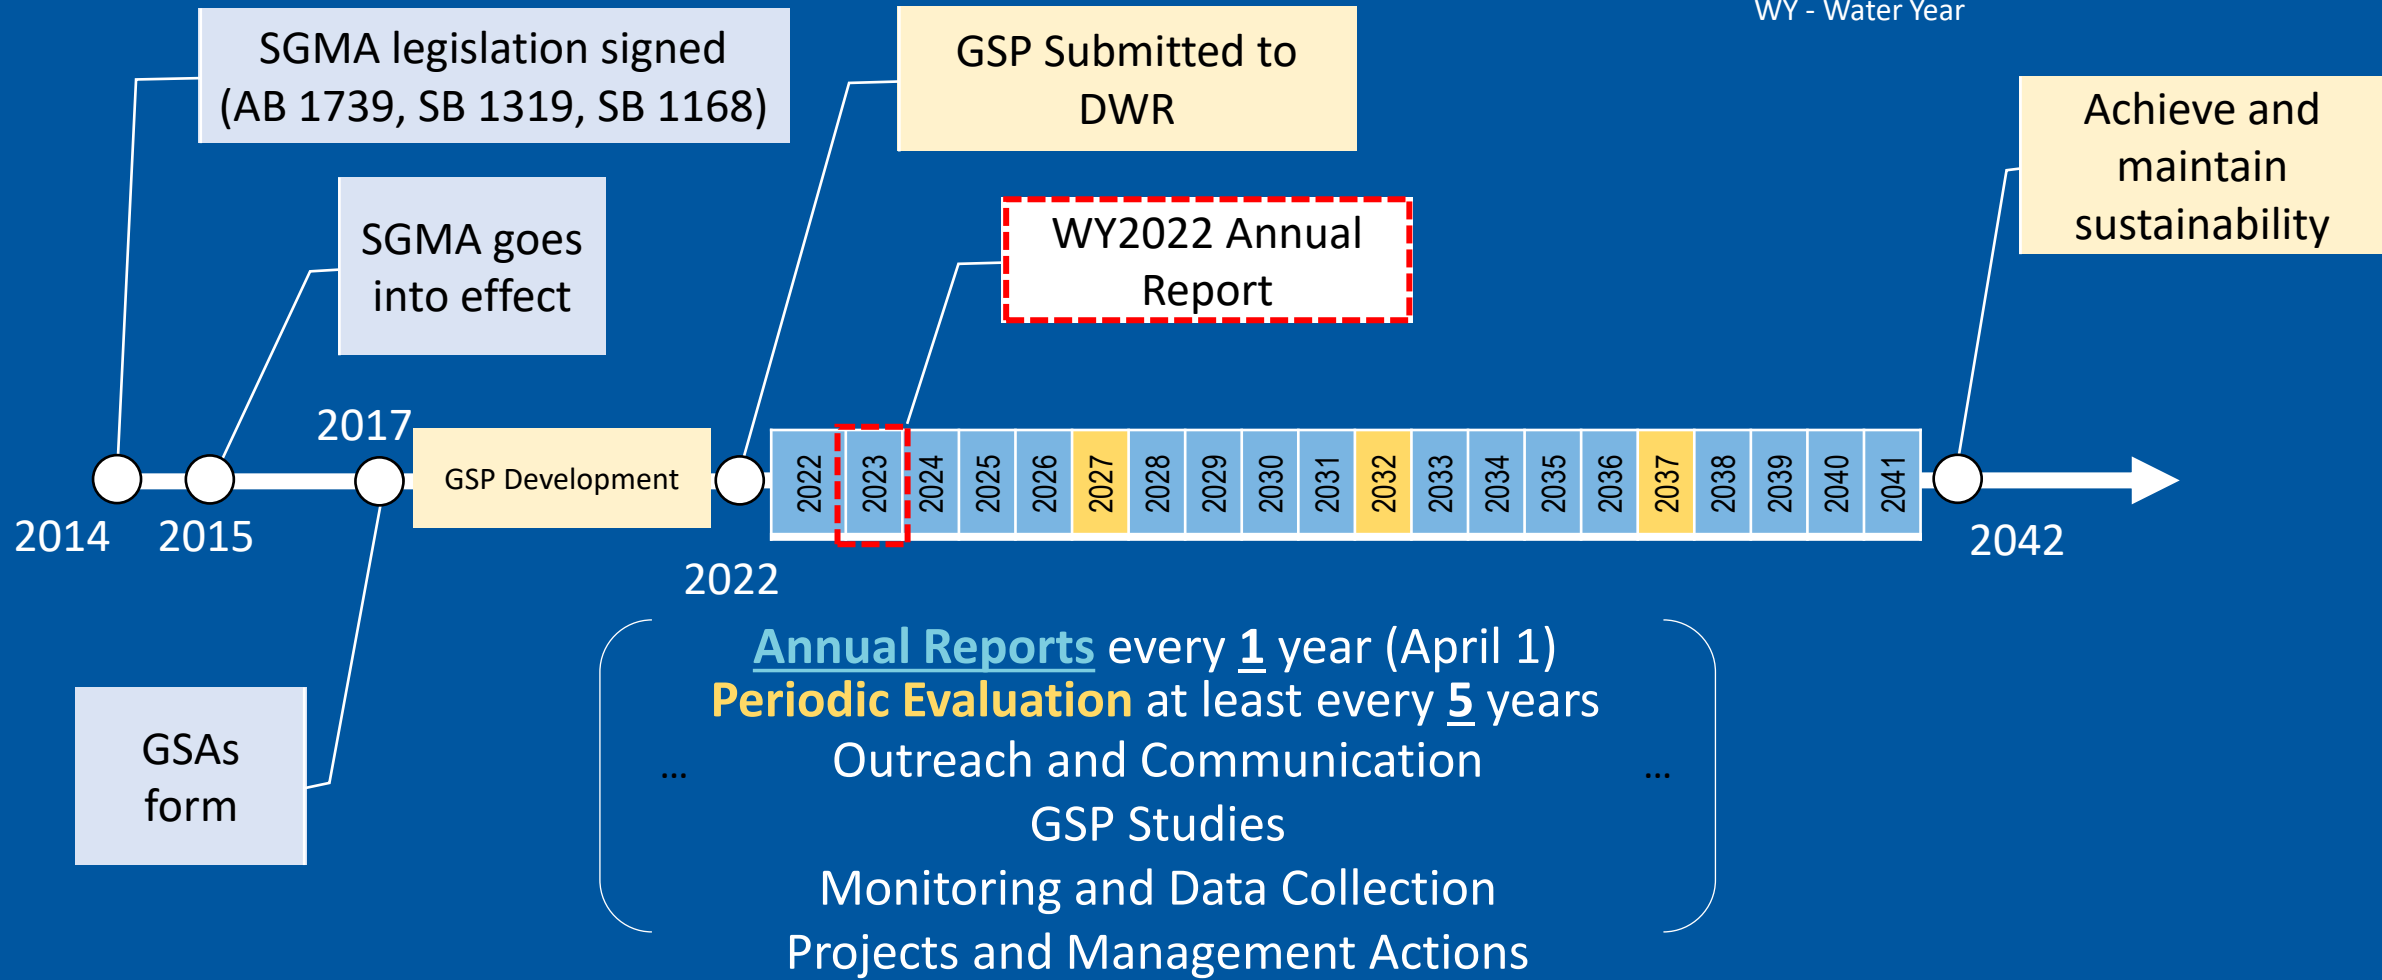 WY - Water Year
SGMA legislation signed
(AB 1739, SB 1319, SB 1168)
GSP Submitted to
DWR
Achieve and
maintain
sustainability
SGMA goes
into effect
WY2022 Annual
Report
2017
GSP Development
2022
2023
2024
2025
2026
2027
2028
2029
2030
2031
2032
2033
2034
2035
2036
2037
2038
2039
2040
2041
2014
2015
2022
2042
GSAs
form
Annual Reports every 1 year (April 1)
Periodic Evaluation at least every 5 years
... Outreach and Communication ...
GSP Studies
Monitoring and Data Collection
Projects and Management Actions